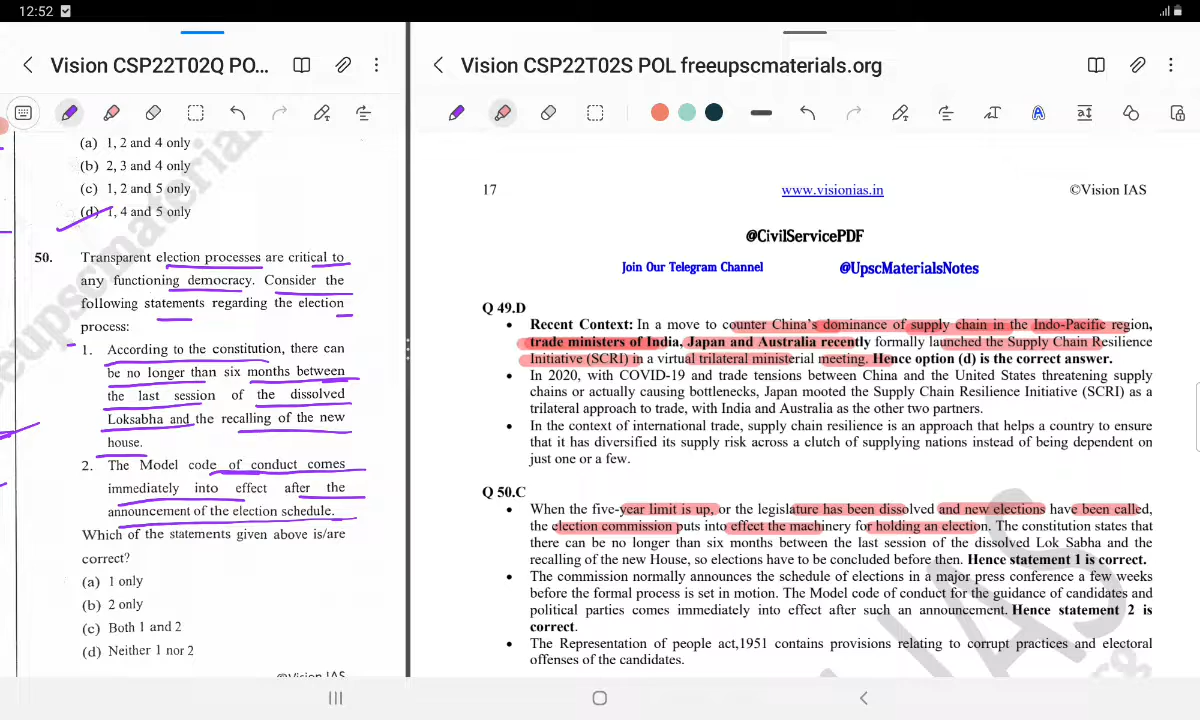 12:52
Vision CSP22T02Q PO...
(a) 1, 2 and 4 only
(b) 2, 3 and 4 only
(c) 1, 2 and 5 only
(d) 1, 4 and 5 only
50. Transparent election processes are critical to
any functioning democracy. Consider the
following statements regarding the election
process:
1. According to the constitution, there can
be no longer than six months between
the last session of the dissolved
Loksabha and the recalling of the new
house.
2. The Model code of conduct comes
immediately into effect after the
announcement of the election schedule.
Which of the statements given above is/are
correct?
(a) 1 only
(b) 2 only
(c) Both 1 and 2
(d) Neither 1 nor 2
©Vision IAS
Vision CSP22T02S POL freeupscmaterials.org
17 www.visionias.in ©Vision IAS
@CivilServicePDF
Join Our Telegram Channel @UpscMaterialsNotes
Q 49.D
• Recent Context: In a move to counter China's dominance of supply chain in the Indo-Pacific region,
trade ministers of India, Japan and Australia recently formally launched the Supply Chain Resilience
Initiative (SCRI) in a virtual trilateral ministerial meeting. Hence option (d) is the correct answer.
• In 2020, with COVID-19 and trade tensions between China and the United States threatening supply
chains or actually causing bottlenecks, Japan mooted the Supply Chain Resilience Initiative (SCRI) as a
trilateral approach to trade, with India and Australia as the other two partners.
• In the context of international trade, supply chain resilience is an approach that helps a country to ensure
that it has diversified its supply risk across a clutch of supplying nations instead of being dependent on
just one or a few.
Q 50.C
• When the five-year limit is up, or the legislature has been dissolved and new elections have been called,
the election commission puts into effect the machinery for holding an election. The constitution states that
there can be no longer than six months between the last session of the dissolved Lok Sabha and the
recalling of the new House, so elections have to be concluded before then. Hence statement 1 is correct.
• The commission normally announces the schedule of elections in a major press conference a few weeks
before the formal process is set in motion. The Model code of conduct for the guidance of candidates and
political parties comes immediately into effect after such an announcement. Hence statement 2 is
correct.
• The Representation of people act,1951 contains provisions relating to corrupt practices and electoral
offenses of the candidates.